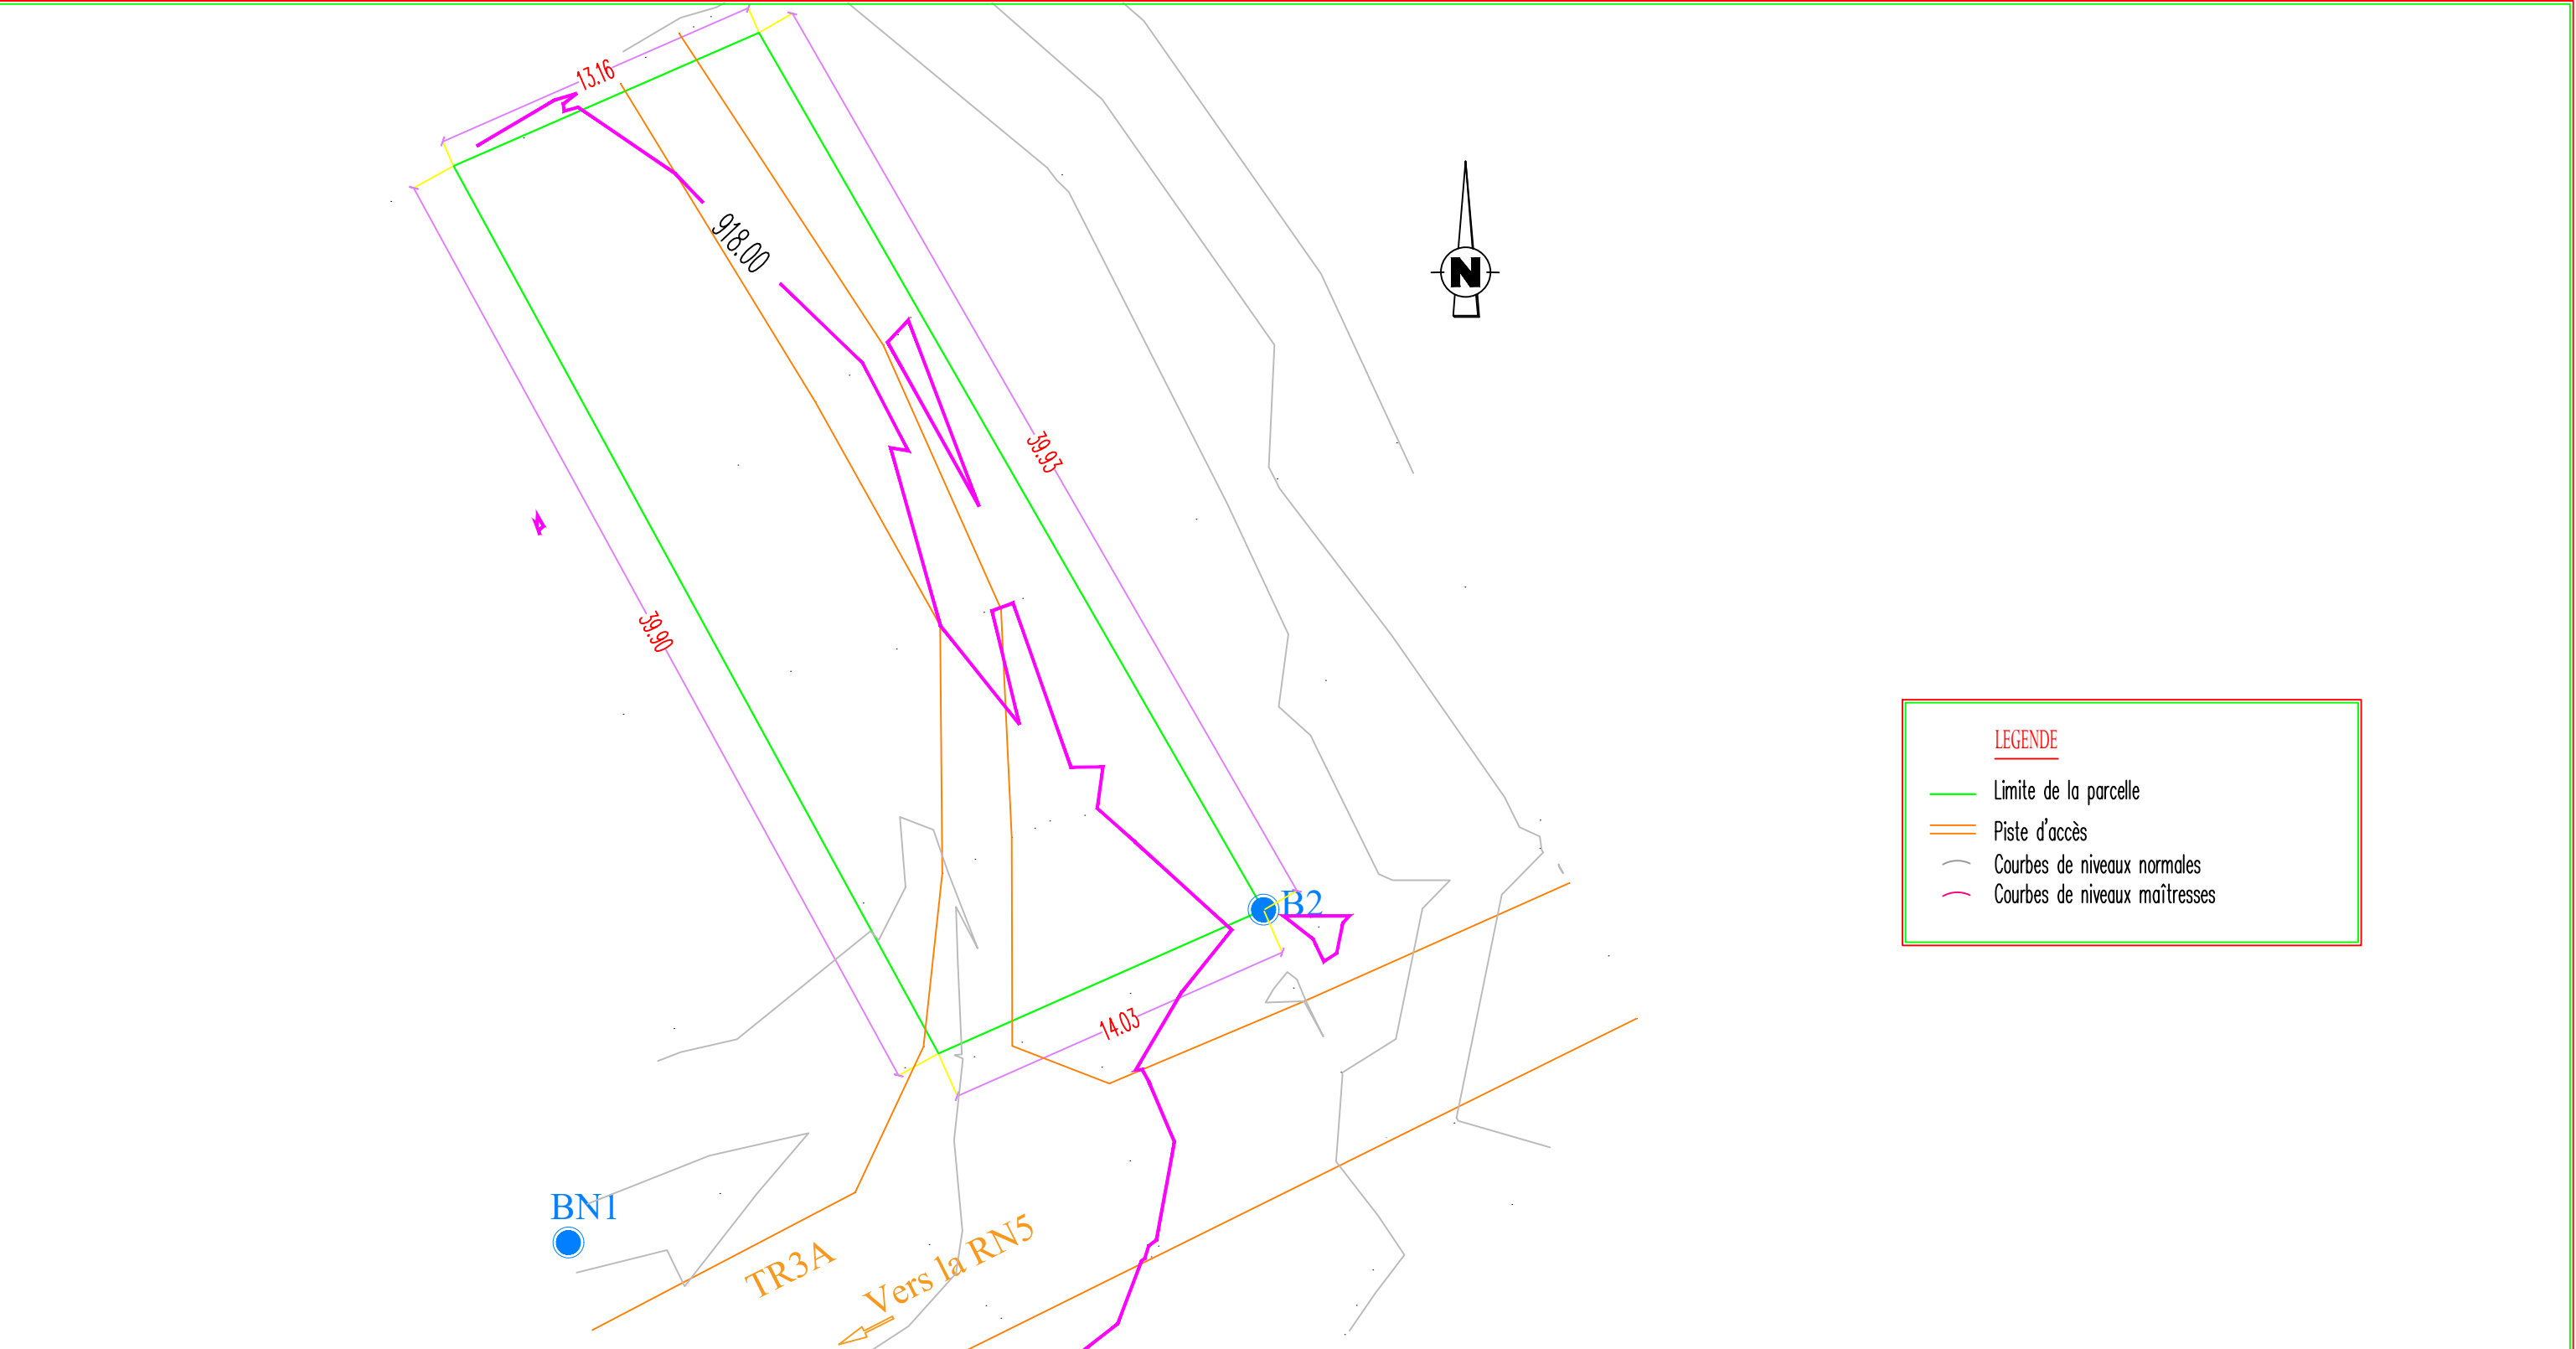 13.16
918.00
N
39.93
39.90
LEGENDE
Limite de la parcelle
Piste d'accès
Courbes de niveaux normales
Courbes de niveaux maîtresses
B2
14.03
BN1
TR3A
Vers la RN5